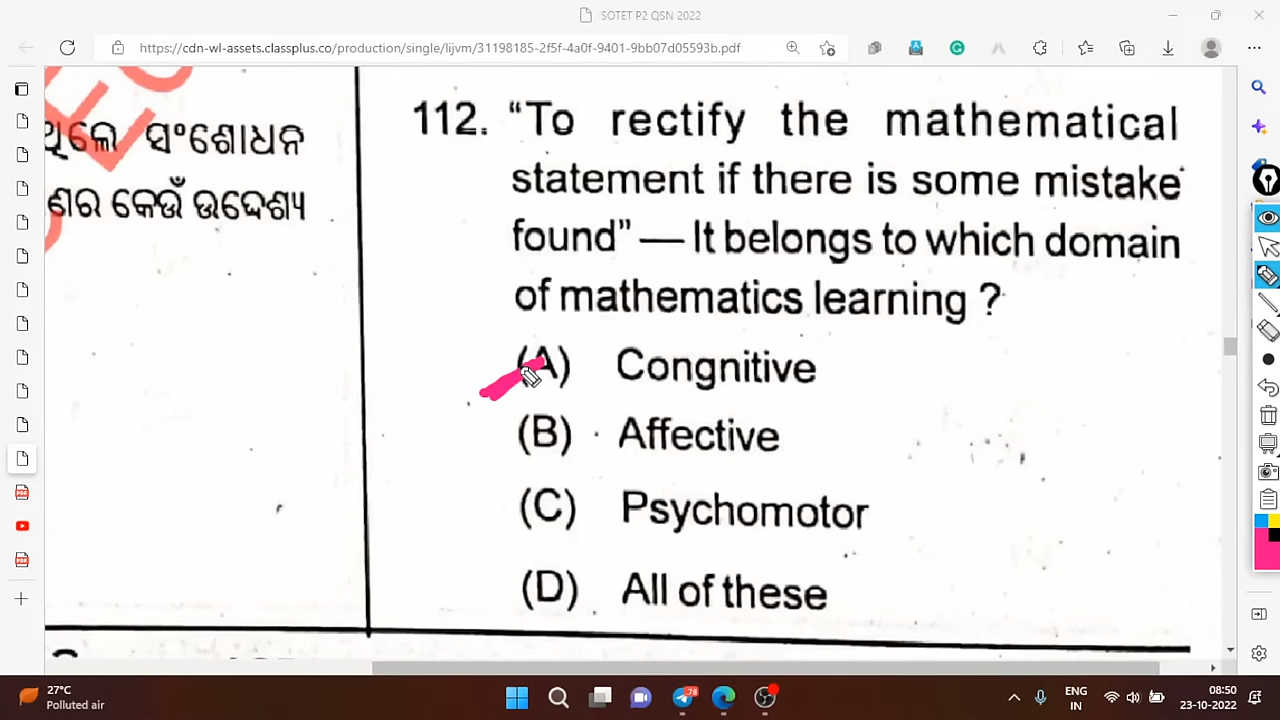 SOTET P2 QSN 2022
https://cdn-wl-assets.classplus.co/production/single/lijvm/31198185-2f5f-4a0f-9401-9bb07d05593b.pdf
ଥିଲେ ସଂଶୋଧନ
ଣର କେଉଁ ଉଦ୍ଦେଶ୍ୟ
112. “To rectify the mathematical
statement if there is some mistake
found” — It belongs to which domain
of mathematics learning ?
(A) Congnitive
(B) Affective
(C) Psychomotor
(D) All of these
27°C
Polluted air
78
ENG
IN
08:50
23-10-2022